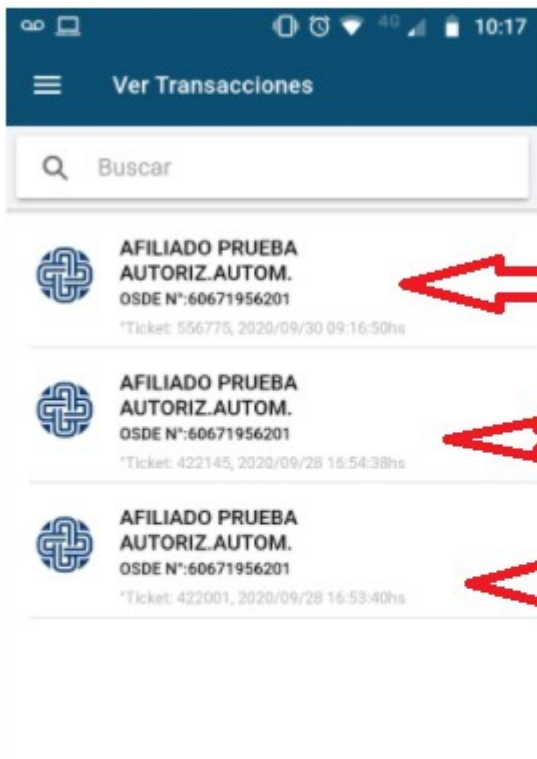 4G 10:17
Ver Transacciones
Buscar
AFILIADO PRUEBA
AUTORIZ.AUTOM.
OSDE N°:60671956201
*Ticket: 556775, 2020/09/30 09:16:50hs
AFILIADO PRUEBA
AUTORIZ.AUTOM.
OSDE N°:60671956201
*Ticket: 422145, 2020/09/28 16:54:38hs
AFILIADO PRUEBA
AUTORIZ.AUTOM.
OSDE N°:60671956201
*Ticket: 422001, 2020/09/28 16:53:40hs